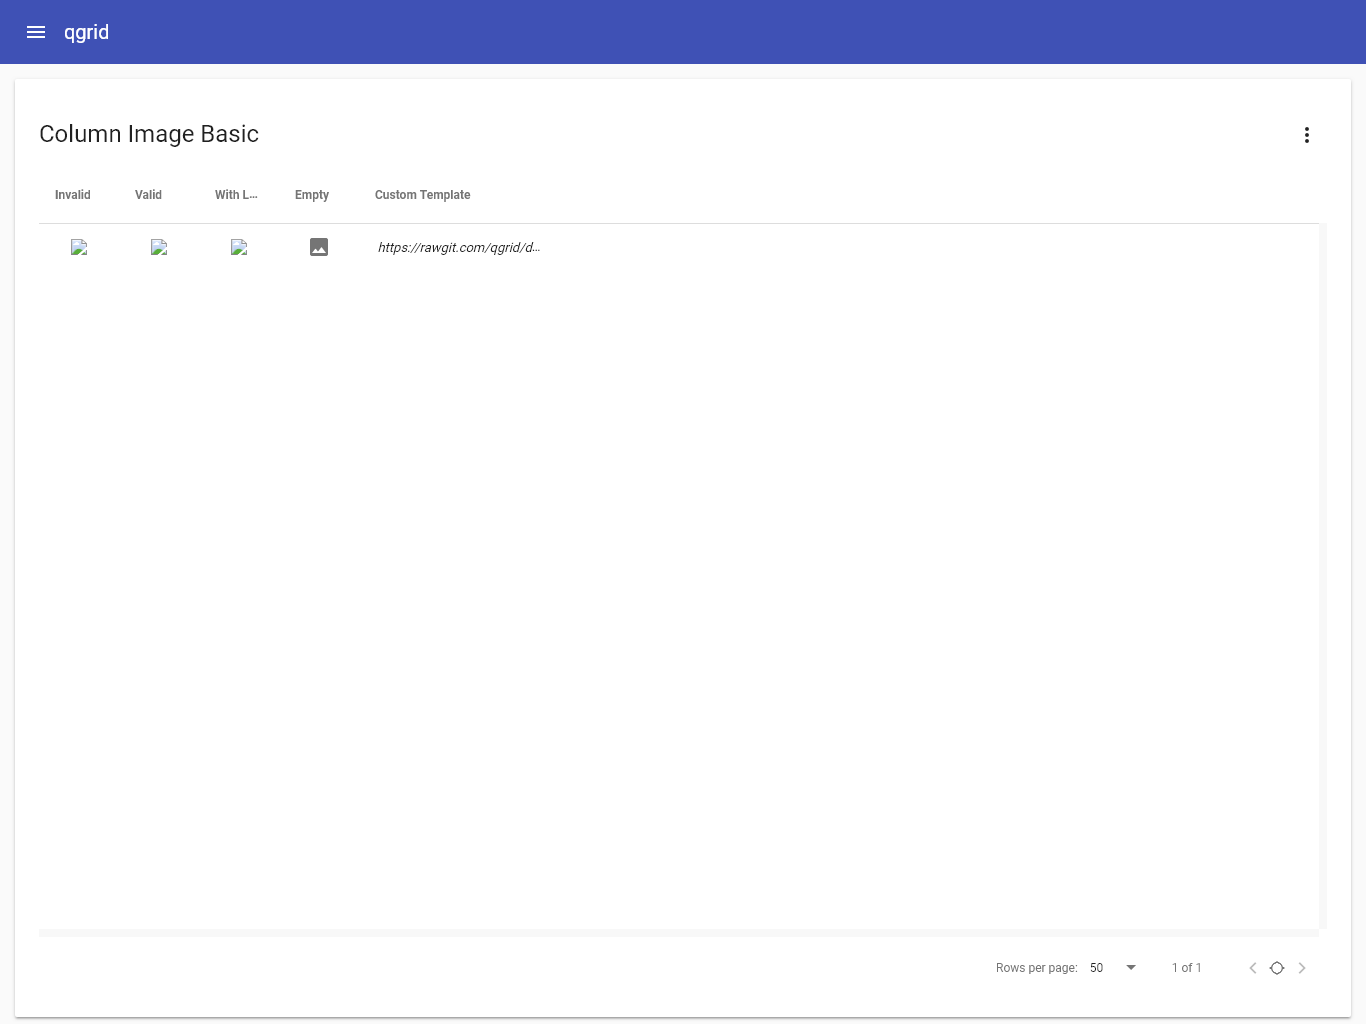 qgrid
Column Image Basic
Invalid Valid With L... Empty Custom Template
https://rawgit.com/qgrid/d...
Rows per page: 50 1 of 1